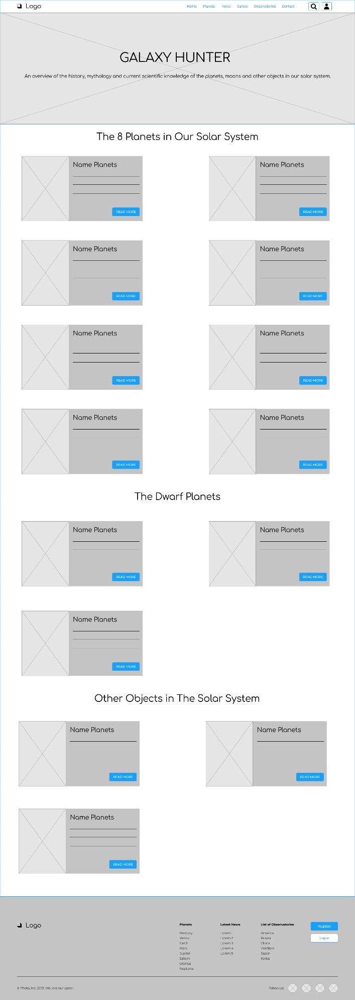 Logo
Home Planets News Gallery Observatories Contact
GALAXY HUNTER
An overview of the history, mythology and current scientific knowledge of the planets, moons and other objects in our solar system.
The 8 Planets in Our Solar System
Name Planets
READ MORE
Name Planets
READ MORE
Name Planets
READ MORE
Name Planets
READ MORE
Name Planets
READ MORE
Name Planets
READ MORE
Name Planets
READ MORE
Name Planets
READ MORE
The Dwarf Planets
Name Planets
READ MORE
Name Planets
READ MORE
Name Planets
READ MORE
Other Objects in The Solar System
Name Planets
READ MORE
Name Planets
READ MORE
Name Planets
READ MORE
Logo
Planets
Mercury
Venus
Earth
Mars
Jupiter
Saturn
Uranus
Neptune
Latest News
Lorem 1
Lorem 2
Lorem 3
Lorem 4
Lorem 5
List of Observatories
America
Russia
China
VietNam
Japan
Korea
Register
Log in
© Photo, Inc. 2019. We love our users!
Follow us: